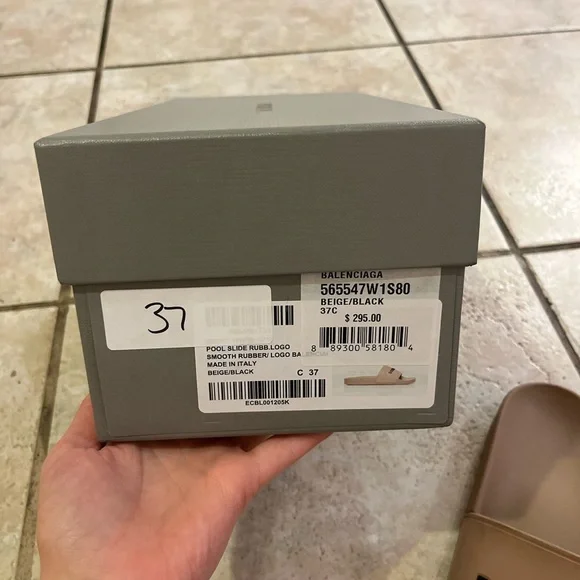 BALENCIAGA
565547W1S80
BEIGE/BLACK
37C
$ 295.00
8 89300 58180 4
37
POOL SLIDE RUBB.LOGO
SMOOTH RUBBER/ LOGO BALENCIA
MADE IN ITALY
BEIGE/BLACK C 37
ECBL001205K